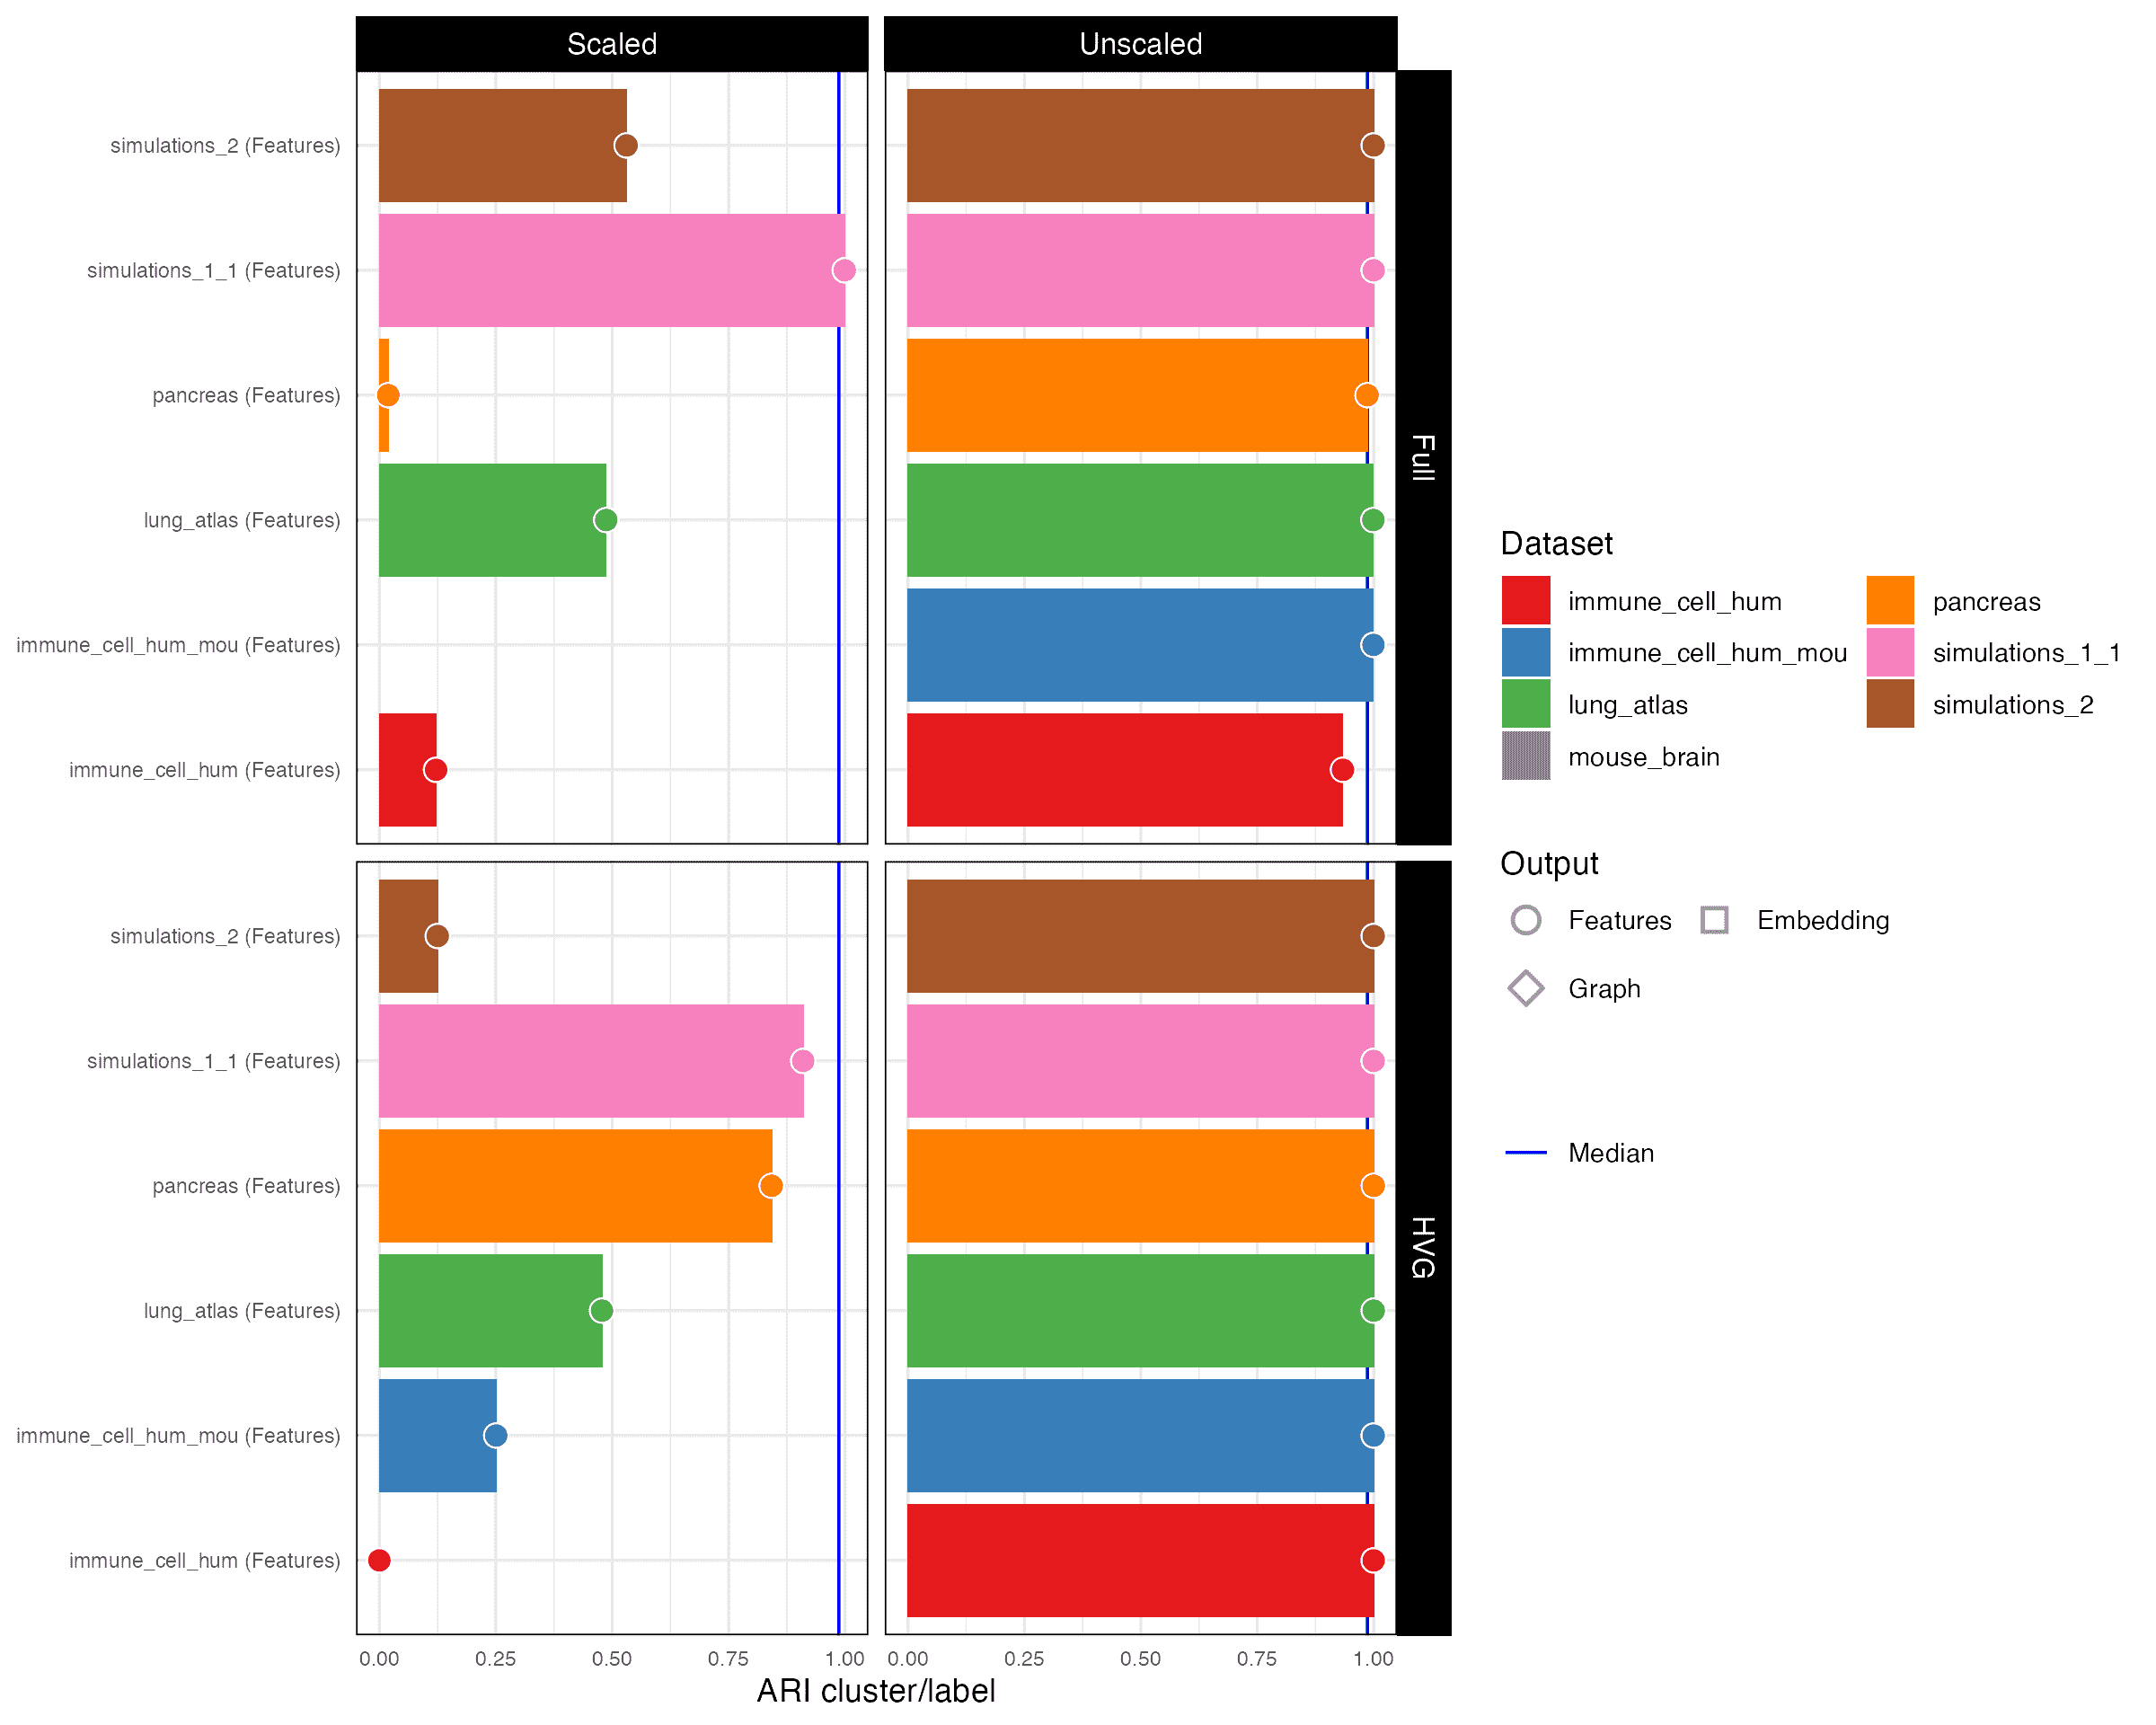 Scaled
Unscaled
simulations_2 (Features)
simulations_1_1 (Features)
pancreas (Features)
lung_atlas (Features)
immune_cell_hum_mou (Features)
immune_cell_hum (Features)
Full
simulations_2 (Features)
simulations_1_1 (Features)
pancreas (Features)
lung_atlas (Features)
immune_cell_hum_mou (Features)
immune_cell_hum (Features)
HVG
0.00 0.25 0.50 0.75 1.00
0.00 0.25 0.50 0.75 1.00
ARI cluster/label
Dataset
immune_cell_hum
immune_cell_hum_mou
lung_atlas
mouse_brain
pancreas
simulations_1_1
simulations_2
Output
Features
Embedding
Graph
Median